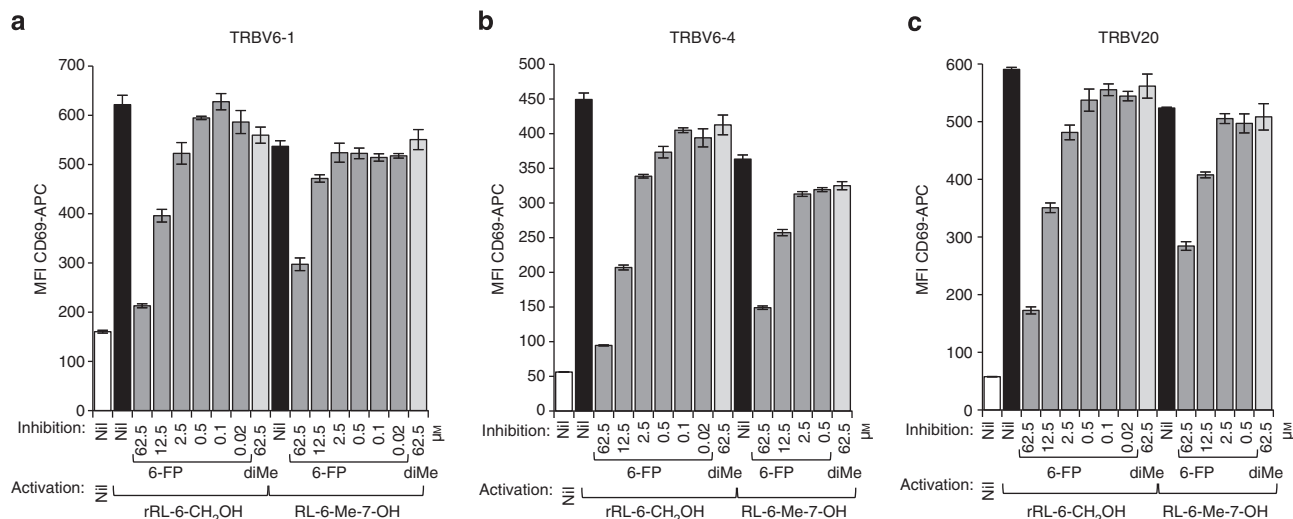 a
TRBV6-1
MFI CD69-APC
700
600
500
400
300
200
100
0
Inhibition:
Nil
Nil
62.5
12.5
2.5
0.5
0.1
0.02
62.5
Nil
62.5
12.5
2.5
0.5
0.1
0.02
62.5
µM
6-FP
diMe
6-FP
diMe
Activation:
Nil
rRL-6-CH₂OH
RL-6-Me-7-OH
b
TRBV6-4
MFI CD69-APC
500
450
400
350
300
250
200
150
100
50
0
Inhibition:
Nil
Nil
62.5
12.5
2.5
0.5
0.1
0.02
62.5
Nil
62.5
12.5
2.5
0.5
62.5
µM
6-FP
diMe
6-FP
diMe
Activation:
Nil
rRL-6-CH₂OH
RL-6-Me-7-OH
c
TRBV20
MFI CD69-APC
600
500
400
300
200
100
0
Inhibition:
Nil
Nil
62.5
12.5
2.5
0.5
0.1
0.02
62.5
Nil
62.5
12.5
2.5
0.5
62.5
µM
6-FP
diMe
6-FP
diMe
Activation:
Nil
rRL-6-CH₂OH
RL-6-Me-7-OH